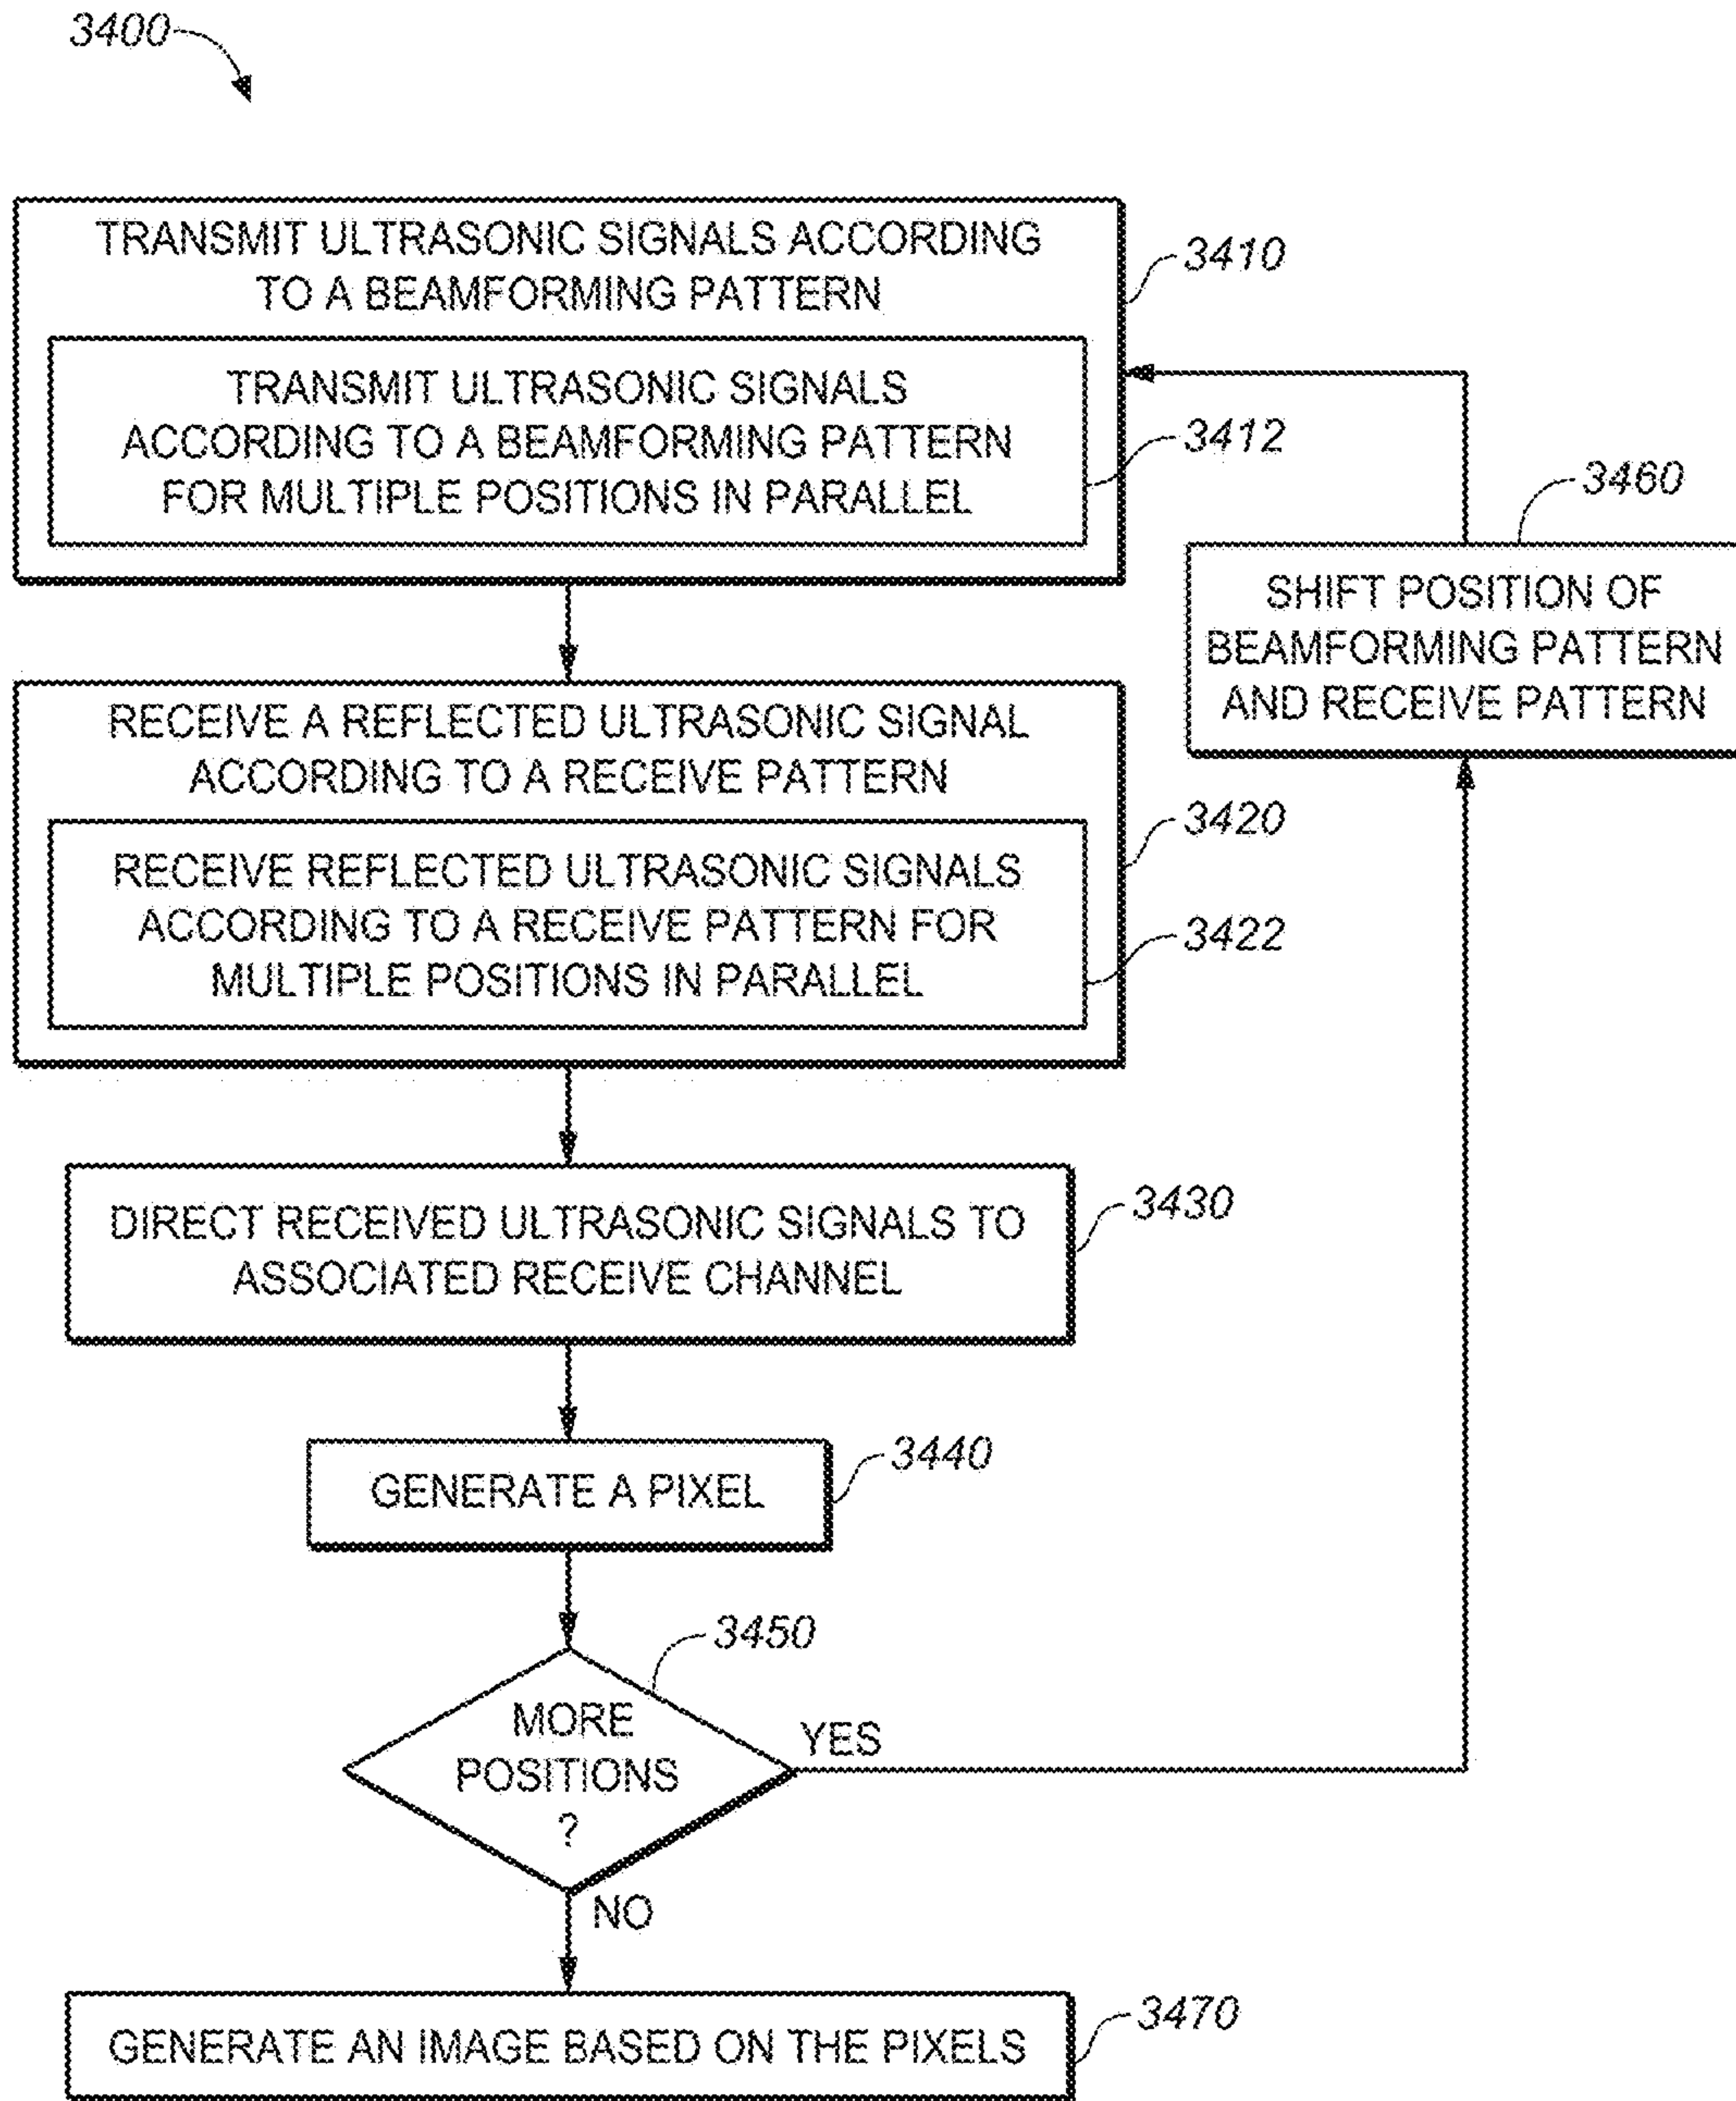 3400
TRANSMIT ULTRASONIC SIGNALS ACCORDING
TO A BEAMFORMING PATTERN
3410
TRANSMIT ULTRASONIC SIGNALS
ACCORDING TO A BEAMFORMING PATTERN
FOR MULTIPLE POSITIONS IN PARALLEL
3412
3460
SHIFT POSITION OF
BEAMFORMING PATTERN
AND RECEIVE PATTERN
RECEIVE A REFLECTED ULTRASONIC SIGNAL
ACCORDING TO A RECEIVE PATTERN
3420
RECEIVE REFLECTED ULTRASONIC SIGNALS
ACCORDING TO A RECEIVE PATTERN FOR
MULTIPLE POSITIONS IN PARALLEL
3422
DIRECT RECEIVED ULTRASONIC SIGNALS TO
ASSOCIATED RECEIVE CHANNEL
3430
GENERATE A PIXEL
3440
3450
MORE
POSITIONS
?
YES
NO
GENERATE AN IMAGE BASED ON THE PIXELS
3470